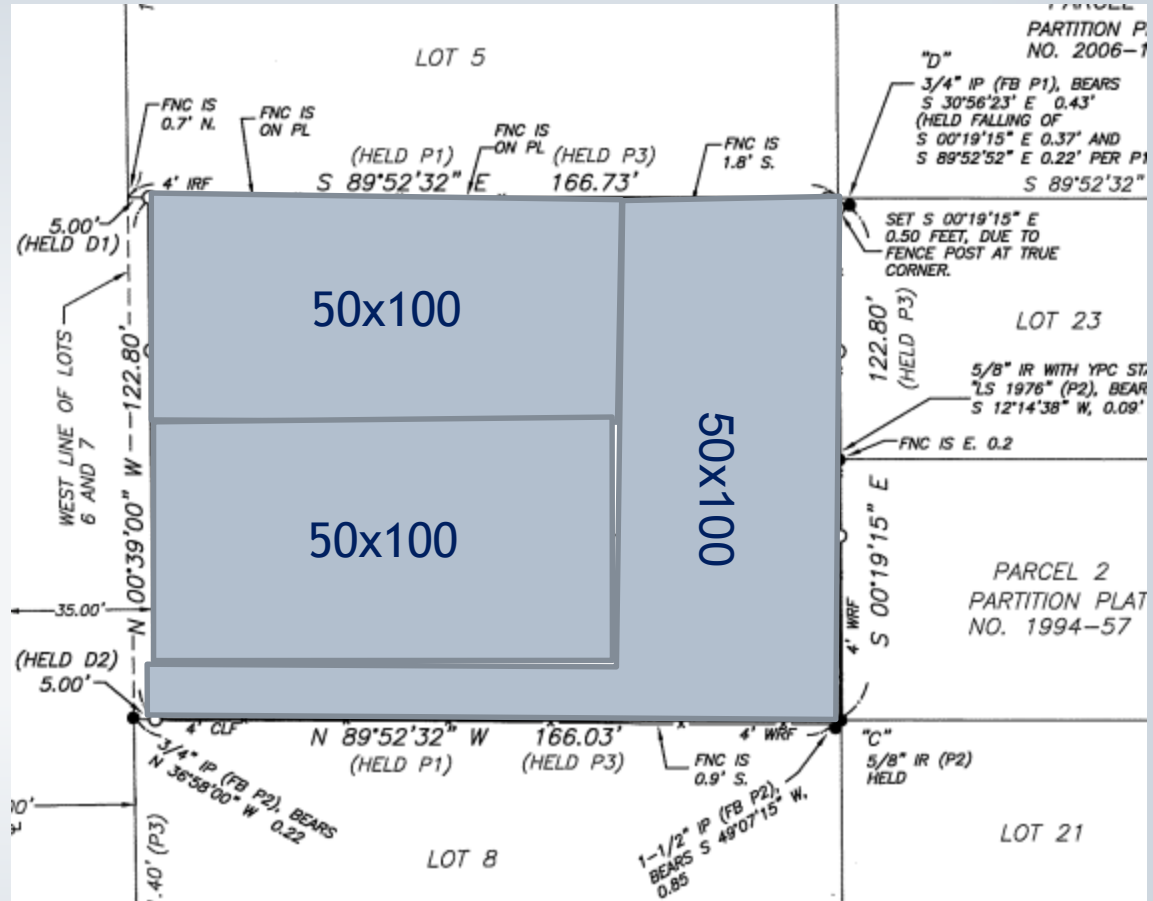 LOT 5
PARTITION P
NO. 2006-1
"D"
3/4" IP (FB P1), BEARS
S 30°56'23" E 0.43'
(HELD FALLING OF
S 00°19'15" E 0.37' AND
S 89°52'52" E 0.22' PER P1
S 89°52'32"
FNC IS
0.7' N.
FNC IS
ON PL
FNC IS
ON PL
FNC IS
1.8' S.
(HELD P1)
(HELD P3)
4' IRF
S 89°52'32" E
166.73'
5.00'
(HELD D1)
SET S 00°19'15" E
0.50 FEET, DUE TO
FENCE POST AT TRUE
CORNER.
50x100
WEST LINE OF LOTS
6 AND 7
N 00°39'00" W
122.80'
122.80'
(HELD P3)
LOT 23
5/8" IR WITH YPC STA
"LS 1976" (P2), BEAR
S 12°14'38" W, 0.09'
FNC IS E. 0.2
50x100
50x100
S 00°19'15" E
4' WRF
PARCEL 2
PARTITION PLAT
NO. 1994-57
35.00'
(HELD D2)
5.00'
4' CLF
N 89°52'32" W
166.03'
4' WRF
(HELD P1)
(HELD P3)
3/4" IP (FB P2), BEARS
N 36°58'00" W 0.22
FNC IS
0.9' S.
"C"
5/8" IR (P2)
HELD
1-1/2" IP (FB P2),
BEARS S 49°07'15" W,
0.85
00'
.40' (P3)
LOT 8
LOT 21